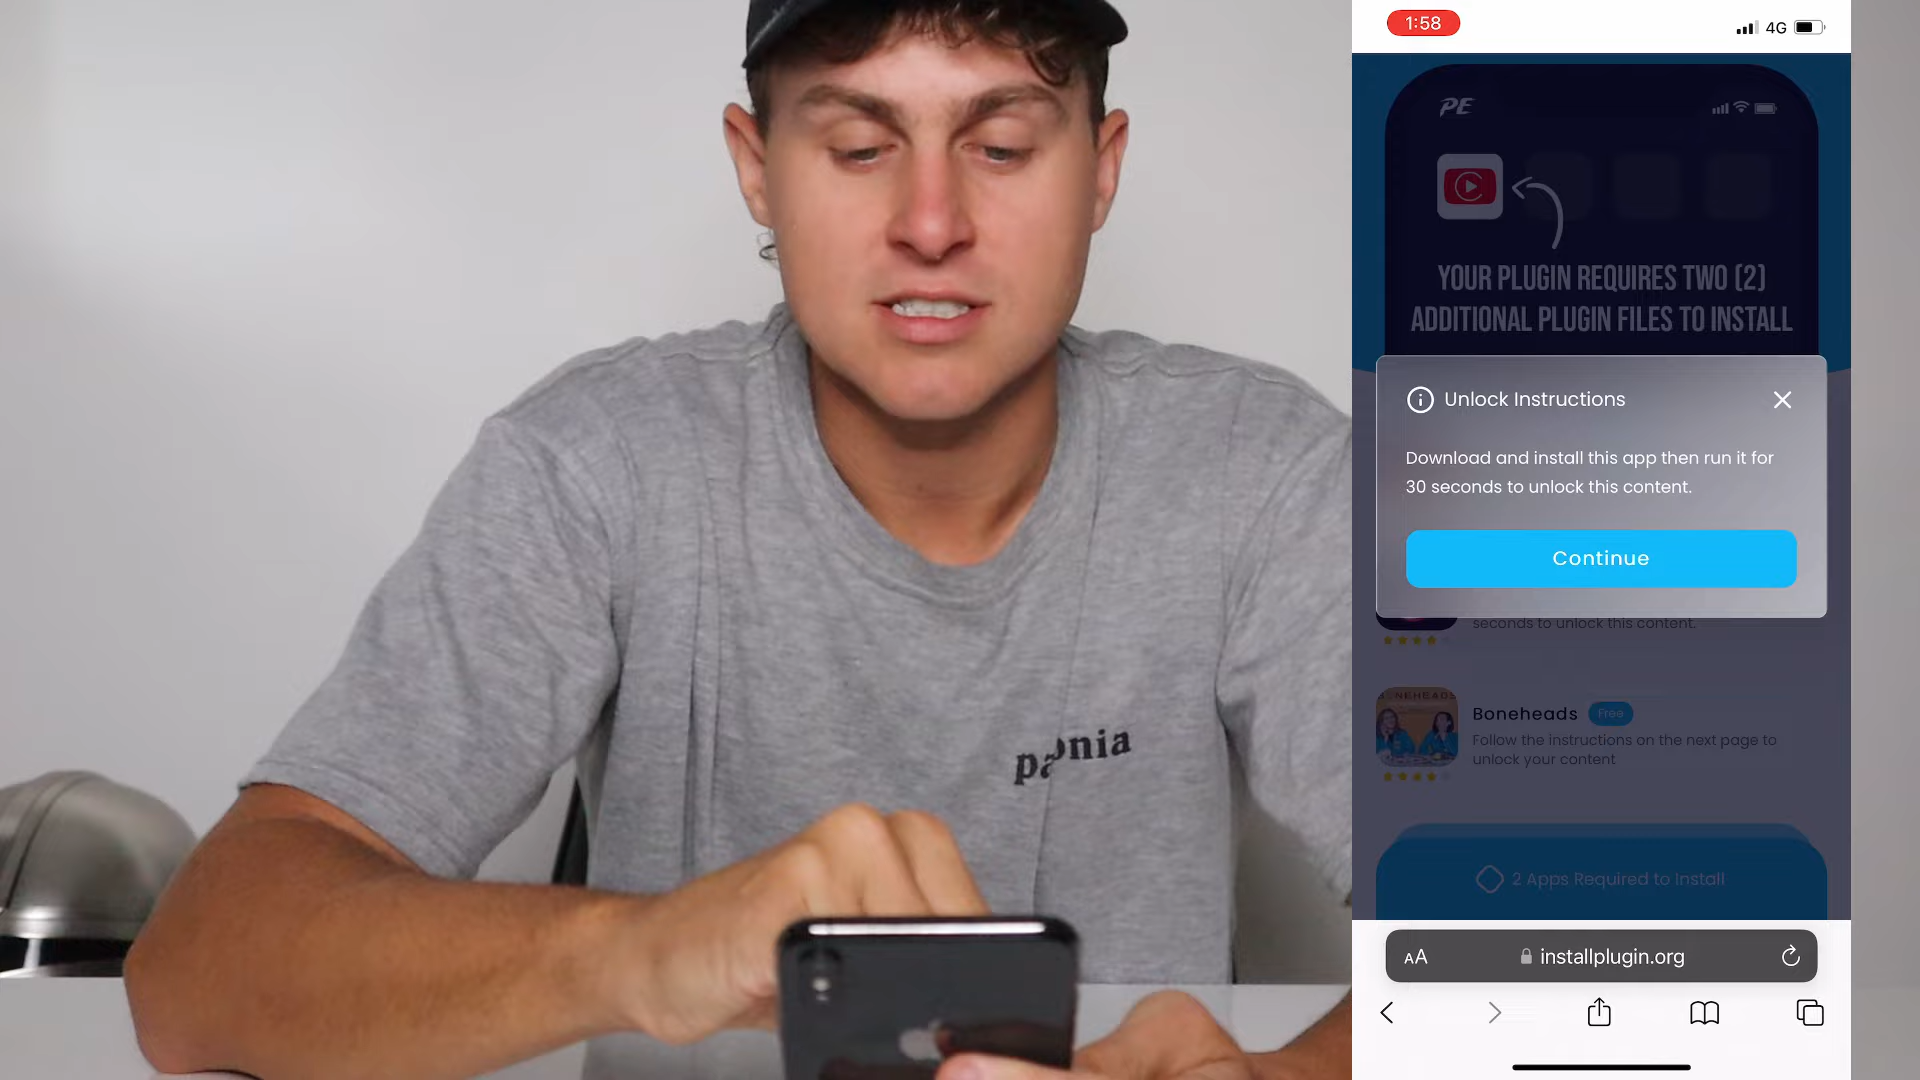 1:58
4G
PE
YOUR PLUGIN REQUIRES TWO (2)
ADDITIONAL PLUGIN FILES TO INSTALL
Unlock Instructions
Download and install this app then run it for
30 seconds to unlock this content.
Continue
seconds to unlock this content.
BONEHEADS
Boneheads Free
Follow the instructions on the next page to
unlock your content
2 Apps Required to Install
AA installplugin.org